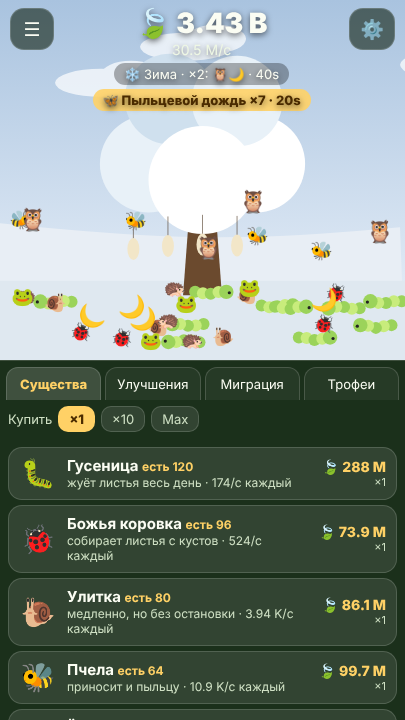 3.43 B
30.5 M/с
Зима · ×2: · 40s
Пыльцевой дождь ×7 · 20s
Существа Улучшения Миграция Трофеи
Купить ×1 ×10 Max
Гусеница есть 120
288 M
жуёт листья весь день · 174/с каждый
×1
Божья коровка есть 96
73.9 M
собирает листья с кустов · 524/с
каждый
×1
Улитка есть 80
86.1 M
медленно, но без остановки · 3.94 K/с
каждый
×1
Пчела есть 64
99.7 M
приносит и пыльцу · 10.9 K/с каждый
×1